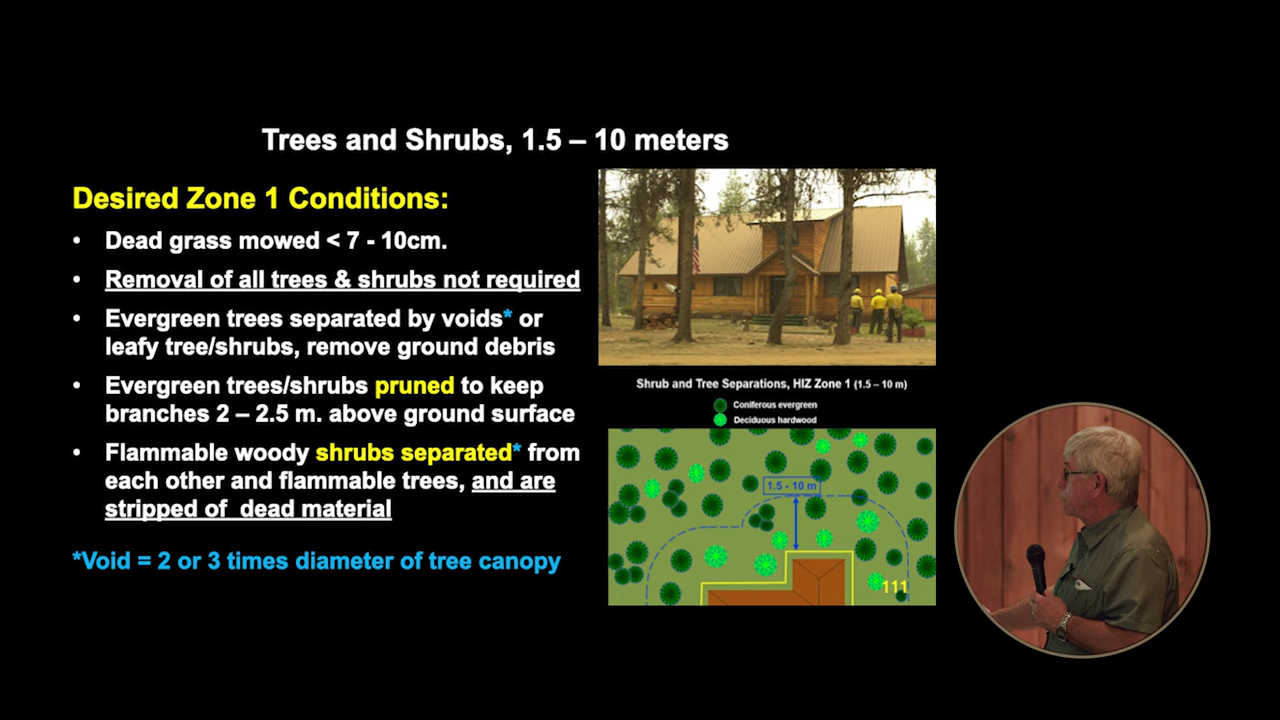 Trees and Shrubs, 1.5 – 10 meters
Desired Zone 1 Conditions:
• Dead grass mowed < 7 - 10cm.
• Removal of all trees & shrubs not required
• Evergreen trees separated by voids* or
leafy tree/shrubs, remove ground debris
• Evergreen trees/shrubs pruned to keep
branches 2 – 2.5 m. above ground surface
• Flammable woody shrubs separated* from
each other and flammable trees, and are
stripped of dead material
*Void = 2 or 3 times diameter of tree canopy
Shrub and Tree Separations, HIZ Zone 1 (1.5 – 10 m)
Coniferous evergreen
Deciduous hardwood
1.5 - 10 m
111